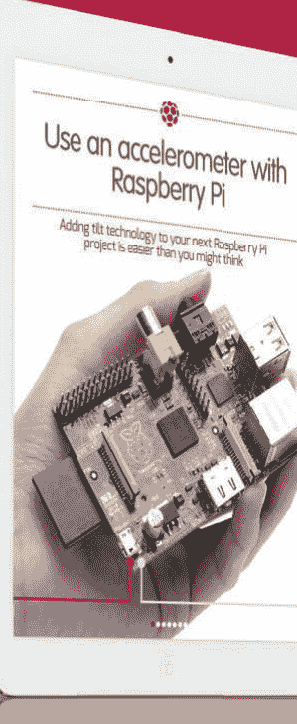 Use an accelerometer with
Raspberry Pi
Addng tilt technology to your next Raspberry Pi
project is easier than you might think